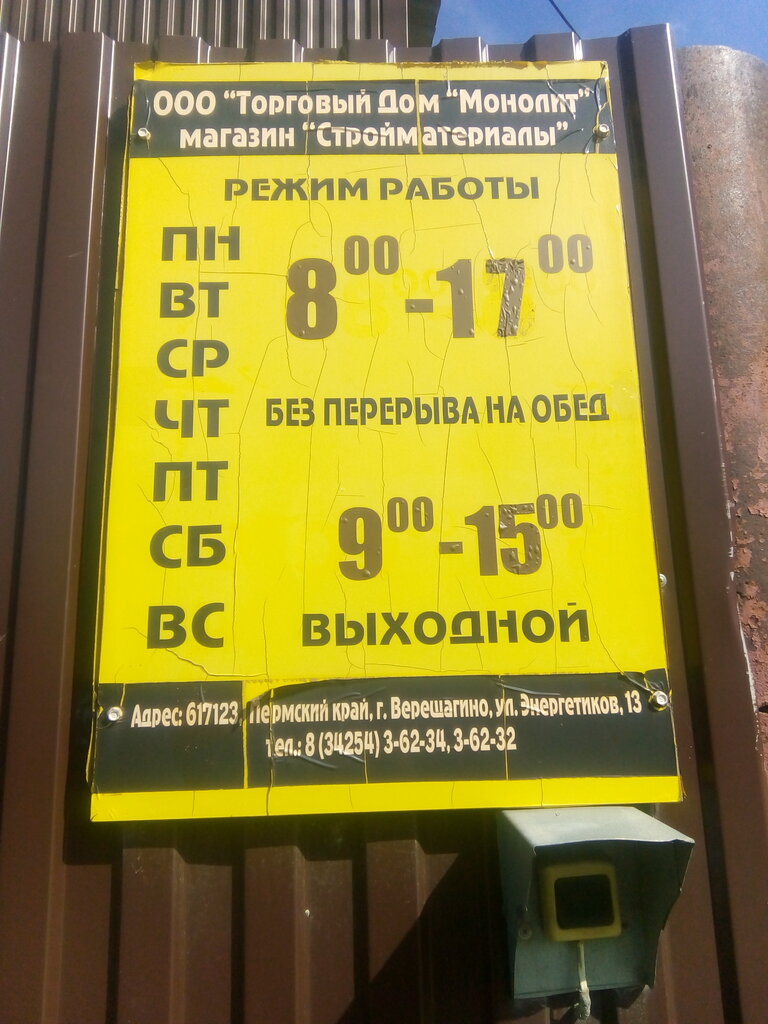 ООО "Торговый Дом "Монолит"
магазин "Стройматериалы"
РЕЖИМ РАБОТЫ
ПН
ВТ
СР
ЧТ
ПТ
8⁰⁰-17⁰⁰
БЕЗ ПЕРЕРЫВА НА ОБЕД
СБ 9⁰⁰-15⁰⁰
ВС ВЫХОДНОЙ
Адрес: 617123, Пермский край, г. Верещагино, ул. Энергетиков, 13
тел.: 8 (34254) 3-62-34, 3-62-32